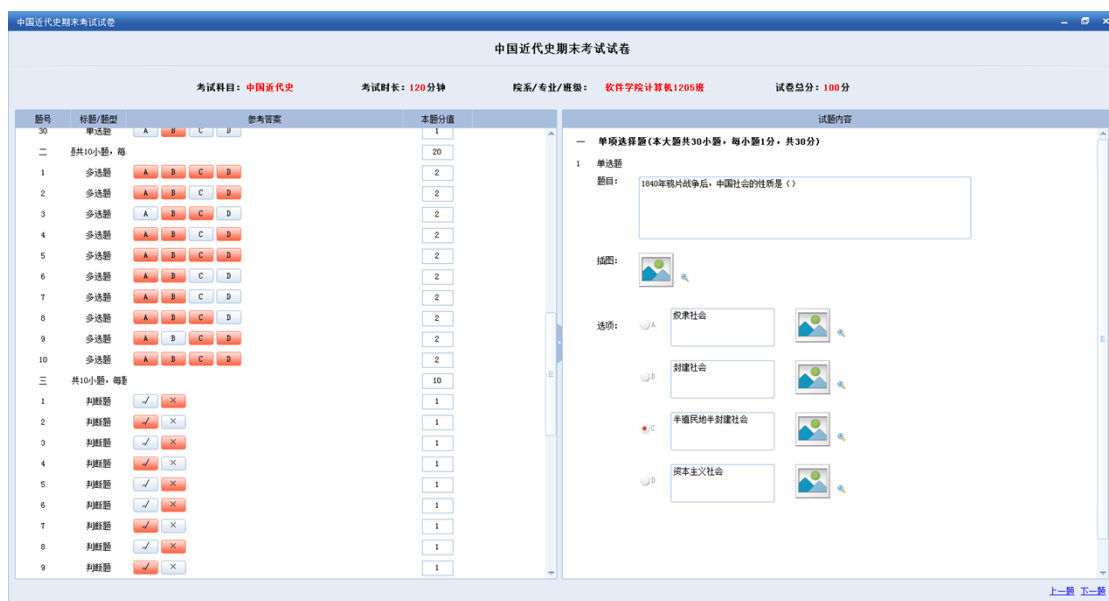 中国近代史期末考试试卷
中国近代史期末考试试卷
考试科目：中国近代史 考试时长：120分钟 院系/专业/班级： 软件学院计算机1205班 试卷总分：100分
题号 标题/题型 参考答案 本题分值
30 单选题 A B C D 1
二 共10小题，每 20
1 多选题 A B C D 2
2 多选题 A B C D 2
3 多选题 A B C D 2
4 多选题 A B C D 2
5 多选题 A B C D 2
6 多选题 A B C D 2
7 多选题 A B C D 2
8 多选题 A B C D 2
9 多选题 A B C D 2
10 多选题 A B C D 2
三 共10小题，每题 10
1 判断题 √ × 1
2 判断题 √ × 1
3 判断题 √ × 1
4 判断题 √ × 1
5 判断题 √ × 1
6 判断题 √ × 1
7 判断题 √ × 1
8 判断题 √ × 1
9 判断题 √ × 1
试题内容
一 单项选择题(本大题共30小题，每小题1分，共30分)
1 单选题
题目： 1840年鸦片战争后，中国社会的性质是（）
插图：
选项： A 奴隶社会
封建社会
C 半殖民地半封建社会
D 资本主义社会
上一题 下一题